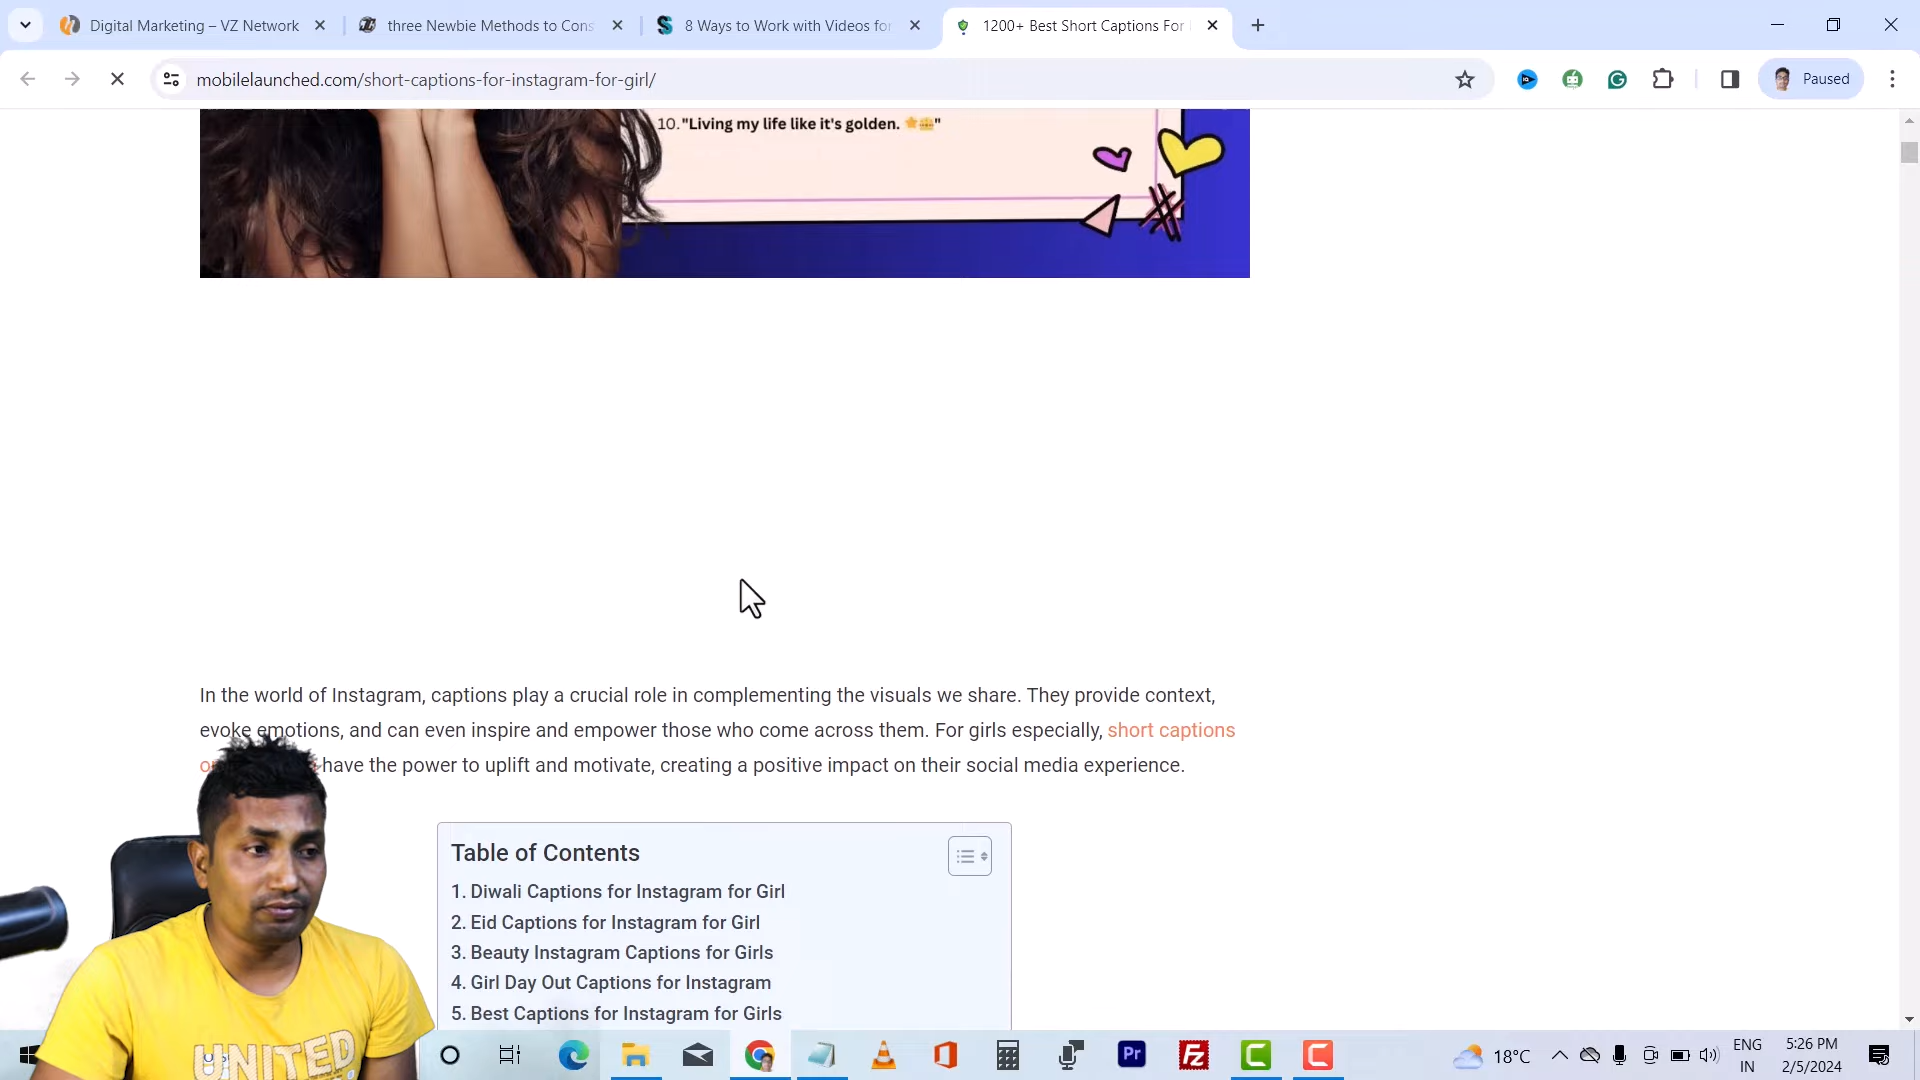 Digital Marketing – VZ Network
three Newbie Methods to Cons
8 Ways to Work with Videos for
1200+ Best Short Captions For
mobilelaunched.com/short-captions-for-instagram-for-girl/
Paused
10. "Living my life like it's golden. ⭐👑"
In the world of Instagram, captions play a crucial role in complementing the visuals we share. They provide context,
evoke emotions, and can even inspire and empower those who come across them. For girls especially, short captions
have the power to uplift and motivate, creating a positive impact on their social media experience.
Table of Contents
1. Diwali Captions for Instagram for Girl
2. Eid Captions for Instagram for Girl
3. Beauty Instagram Captions for Girls
4. Girl Day Out Captions for Instagram
5. Best Captions for Instagram for Girls
UNITED
Pr
18°C
ENG
IN
5:26 PM
2/5/2024